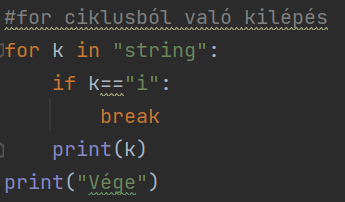 #for ciklusból való kilépés
for k in "string":
    if k=="i":
        break
    print(k)
print("Vége")